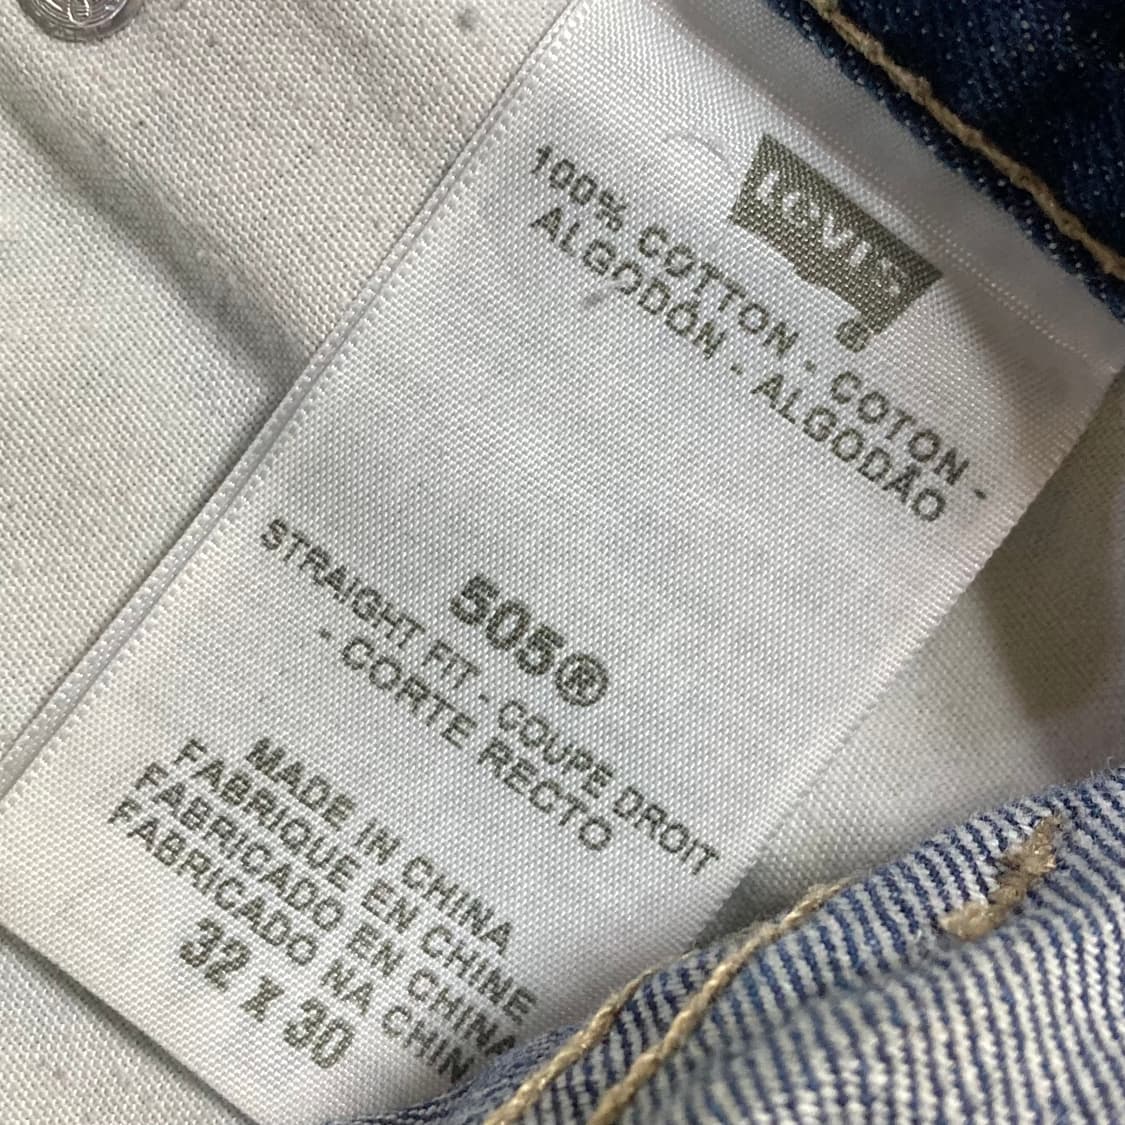 LEVI'S
®
100% COTTON - COTON -
ALGODÓN - ALGODÃO
505®
STRAIGHT FIT - COUPE DROIT
- CORTE RECTO
MADE IN CHINA
FABRIQUE EN CHINE
FABRICADO EN CHINA
FABRICADO NA CHIN
32 X 30